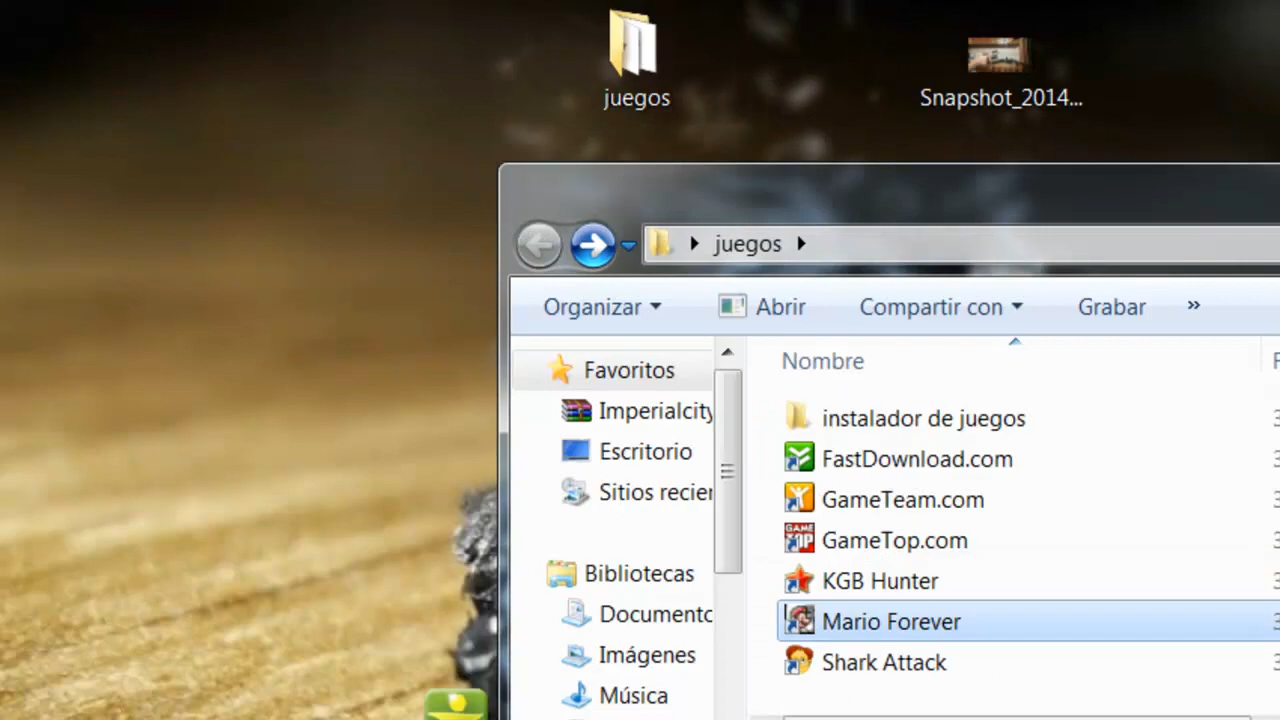 juegos
Snapshot_2014...
juegos
Organizar
Abrir
Compartir con
Grabar
»
Favoritos
Imperialcity
Escritorio
Sitios recier
Bibliotecas
Documento
Imágenes
Música
Nombre
instalador de juegos
FastDownload.com
GameTeam.com
GameTop.com
KGB Hunter
Mario Forever
Shark Attack